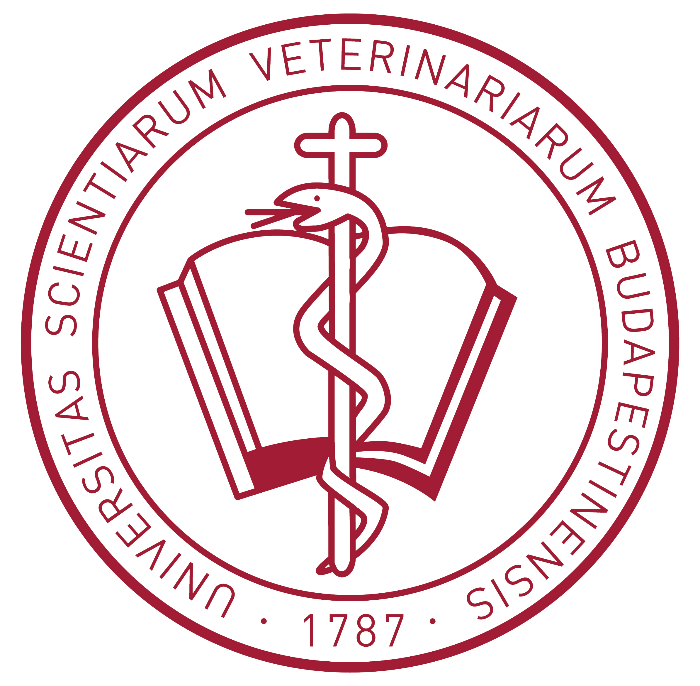 UNIVERSITAS SCIENTIARUM VETERINARIARUM BUDAPESTINENSIS
· 1787 ·